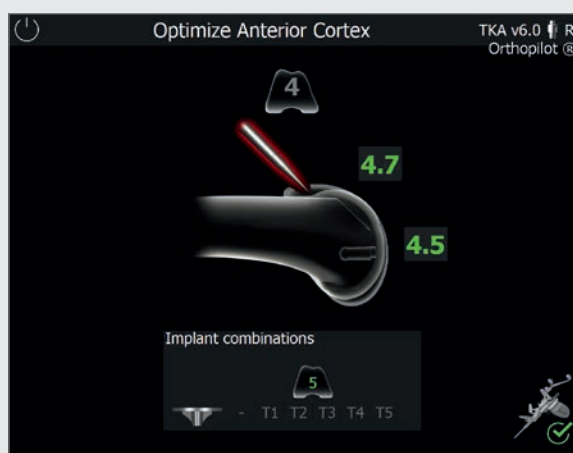 Optimize Anterior Cortex
TKA v6.0 R
Orthopilot ®
4
4.7
4.5
Implant combinations
5
- T1 T2 T3 T4 T5